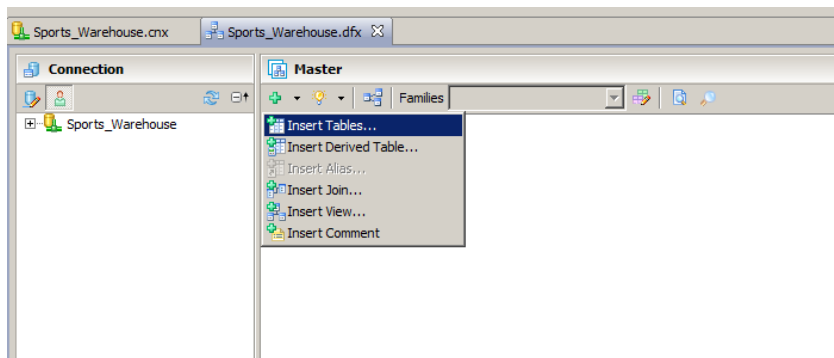 Sports_Warehouse.cnx
Sports_Warehouse.dfx
Connection
Master
Families
Sports_Warehouse
Insert Tables...
Insert Derived Table...
Insert Alias...
Insert Join...
Insert View...
Insert Comment